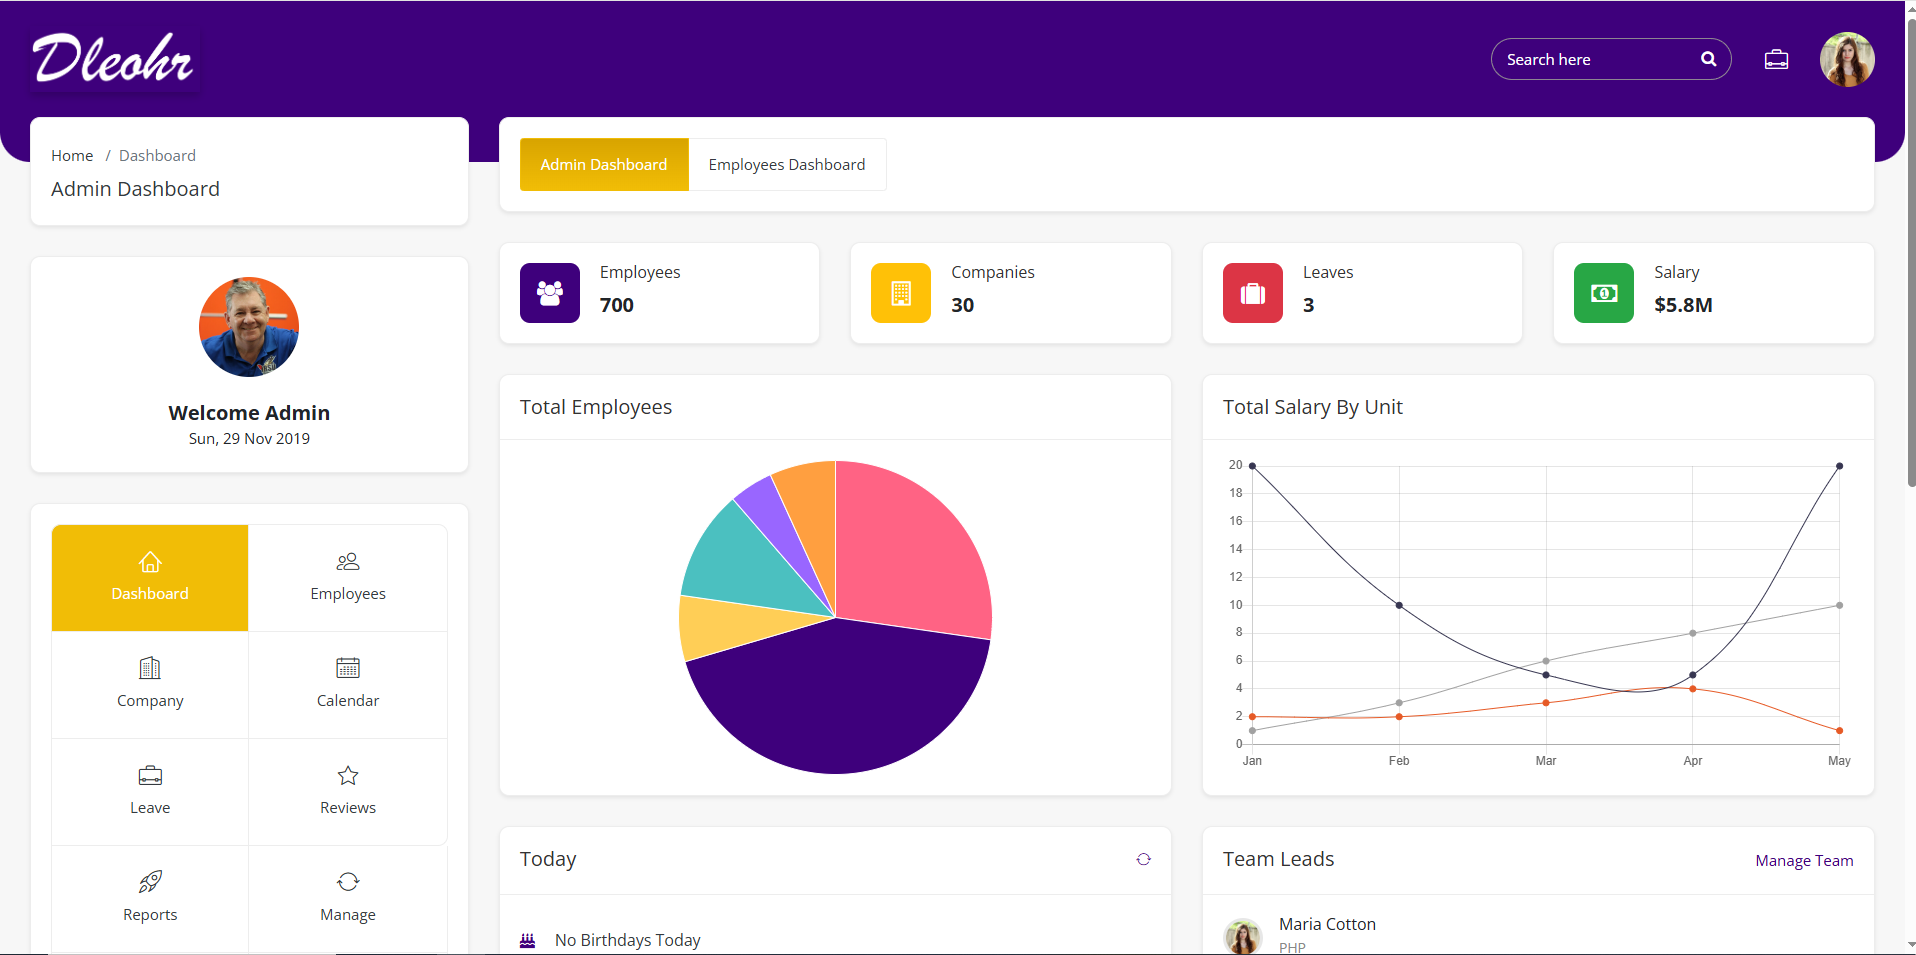 Dleohr
Search here
Home / Dashboard
Admin Dashboard
Admin Dashboard
Employees Dashboard
Welcome Admin
Sun, 29 Nov 2019
Dashboard
Employees
Company
Calendar
Leave
Reviews
Reports
Manage
Employees
700
Companies
30
Leaves
3
Salary
$5.8M
Total Employees
Total Salary By Unit
20
18
16
14
12
10
8
6
4
2
0
Jan Feb Mar Apr May
Today
No Birthdays Today
Team Leads
Manage Team
Maria Cotton
PHP